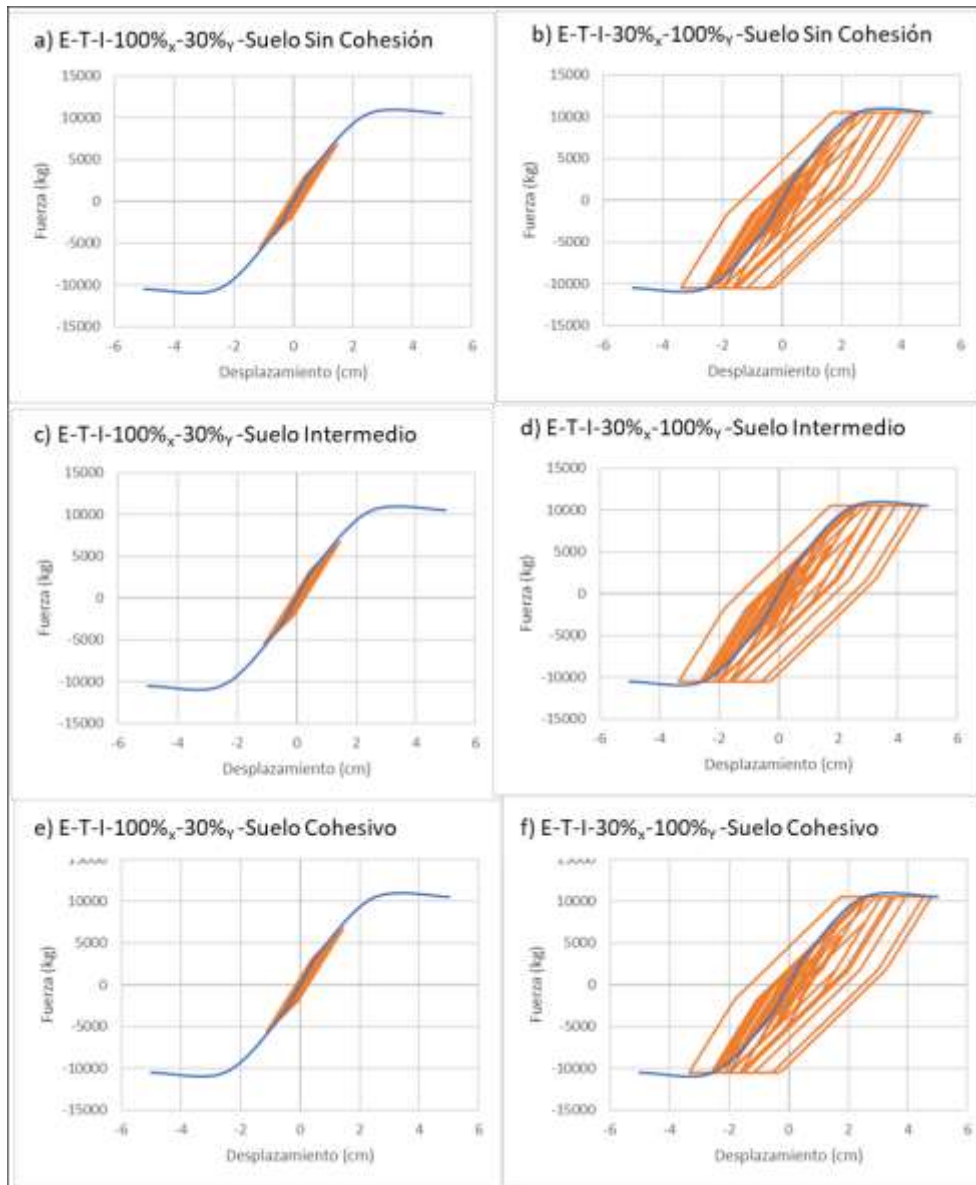 a) E-T-I-100%X-30%Y-Suelo Sin Cohesión
15000
10000
5000
0
-5000
-10000
-15000
-6 -4 -2 0 2 4 6
Fuerza (kg)
Desplazamiento (cm)
b) E-T-I-30%X-100%Y-Suelo Sin Cohesión
15000
10000
5000
0
-5000
-10000
-15000
-6 -4 -2 0 2 4 6
Fuerza (kg)
Desplazamiento (cm)
c) E-T-I-100%X-30%Y-Suelo Intermedio
15000
10000
5000
0
-5000
-10000
-15000
-6 -4 -2 0 2 4 6
Fuerza (kg)
Desplazamiento (cm)
d) E-T-I-30%X-100%Y-Suelo Intermedio
15000
10000
5000
0
-5000
-10000
-15000
-6 -4 -2 0 2 4 6
Fuerza (kg)
Desplazamiento (cm)
e) E-T-I-100%X-30%Y-Suelo Cohesivo
15000
10000
5000
0
-5000
-10000
-15000
-6 -4 -2 0 2 4 6
Fuerza (kg)
Desplazamiento (cm)
f) E-T-I-30%X-100%Y-Suelo Cohesivo
15000
10000
5000
0
-5000
-10000
-15000
-6 -4 -2 0 2 4 6
Fuerza (kg)
Desplazamiento (cm)